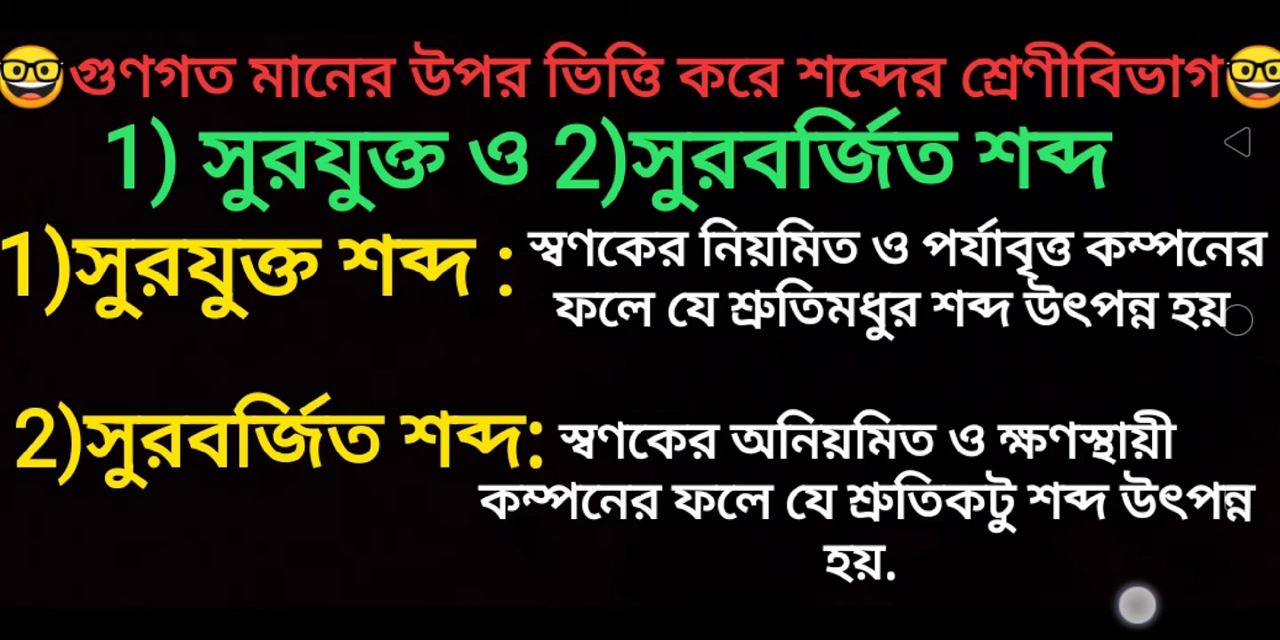 🤓গুণগত মানের উপর ভিত্তি করে শব্দের শ্রেণীবিভাগ🤓
1) সুরযুক্ত ও 2)সুরবর্জিত শব্দ
1)সুরযুক্ত শব্দ : স্বণকের নিয়মিত ও পর্যাবৃত্ত কম্পনের
ফলে যে শ্রুতিমধুর শব্দ উৎপন্ন হয়
2)সুরবর্জিত শব্দ: স্বণকের অনিয়মিত ও ক্ষণস্থায়ী
কম্পনের ফলে যে শ্রুতিকটু শব্দ উৎপন্ন
হয়.